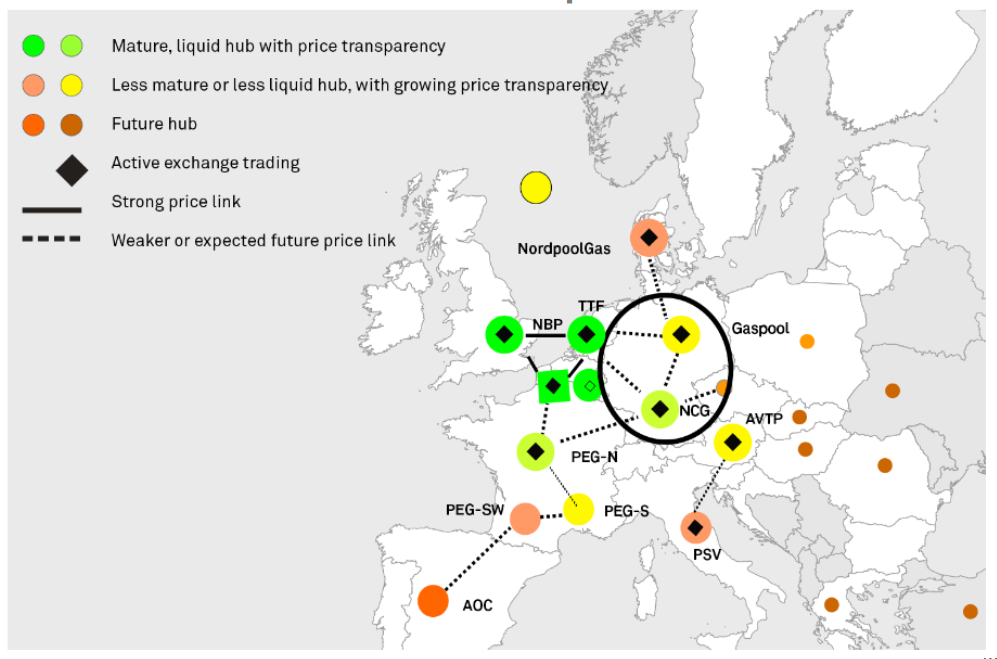 Mature, liquid hub with price transparency
Less mature or less liquid hub, with growing price transparency
Future hub
Active exchange trading
Strong price link
Weaker or expected future price link
NordpoolGas
TTF
NBP
Gaspool
NCG
AVTP
PEG-N
PEG-SW
PEG-S
PSV
AOC